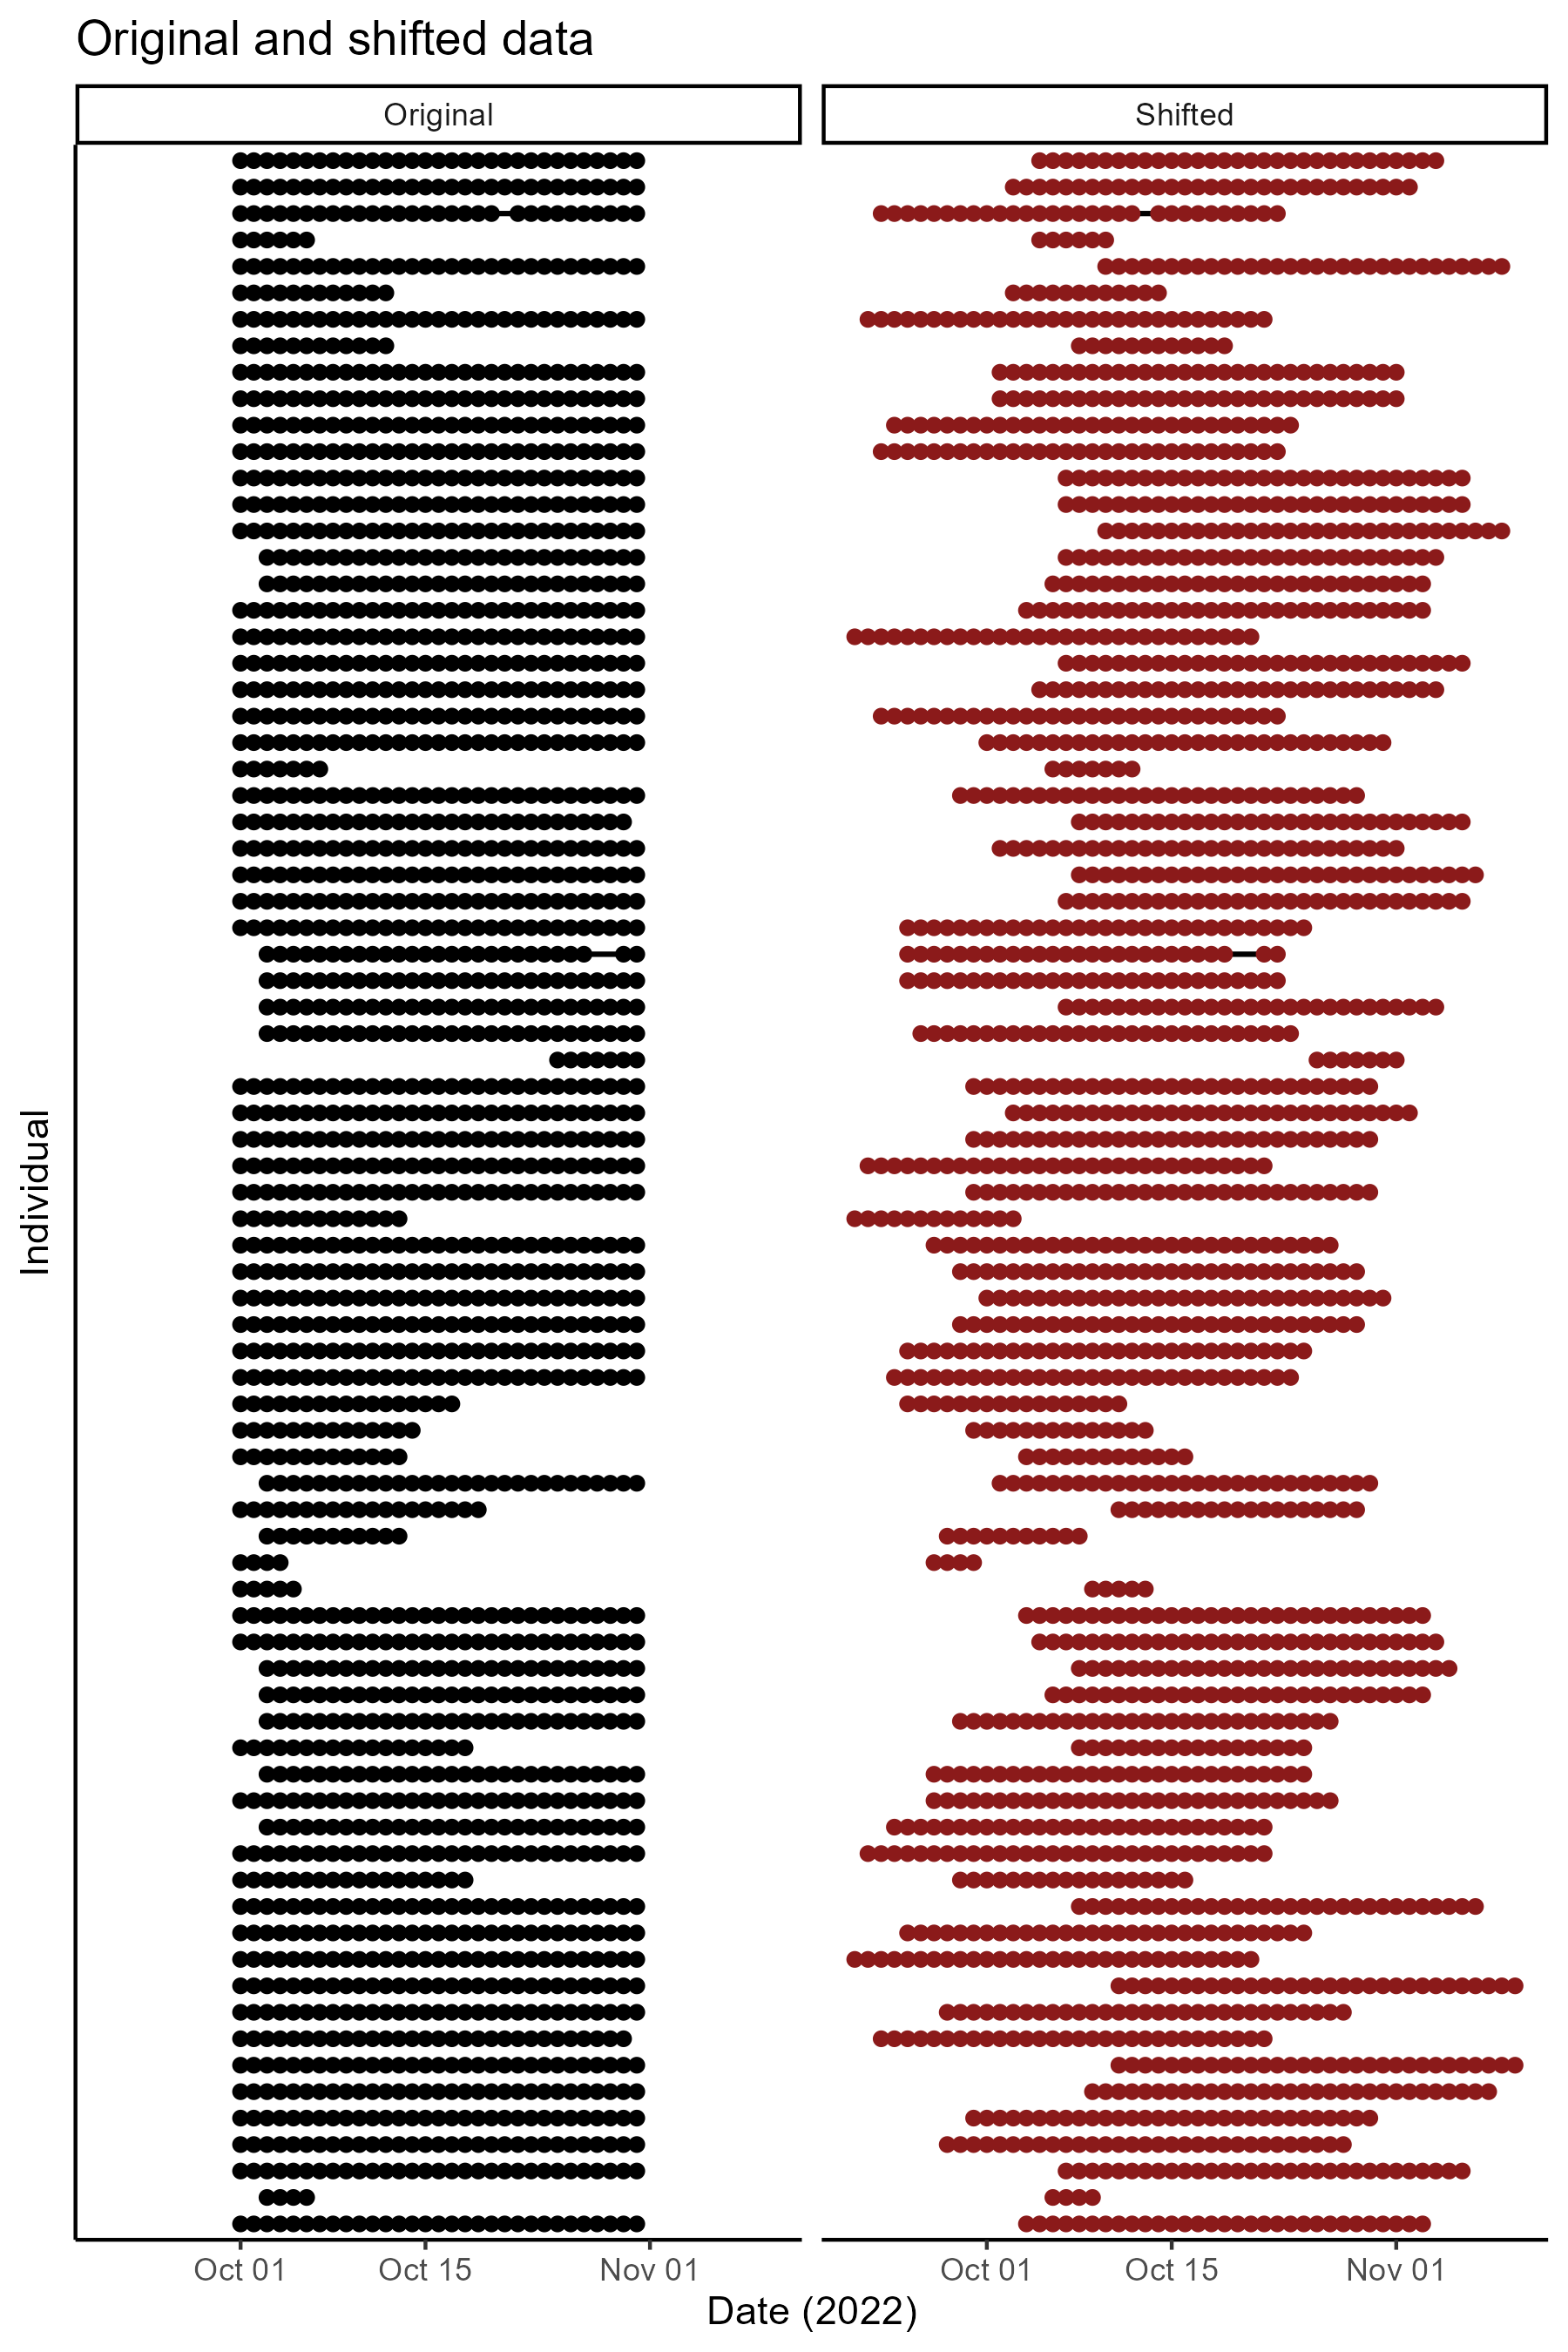 Original and shifted data
Original
Shifted
Individual
Oct 01
Oct 15
Nov 01
Oct 01
Oct 15
Nov 01
Date (2022)